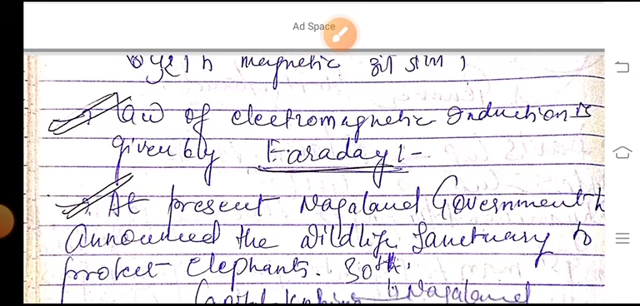 Ad Space
magnetic हो जाता ।
Law of electromagnetic Induction is
given by Faraday :-
At present Nagaland Government h
announced the wildlife Sanctuary to
protect Elephants. 30th.
Nagaland